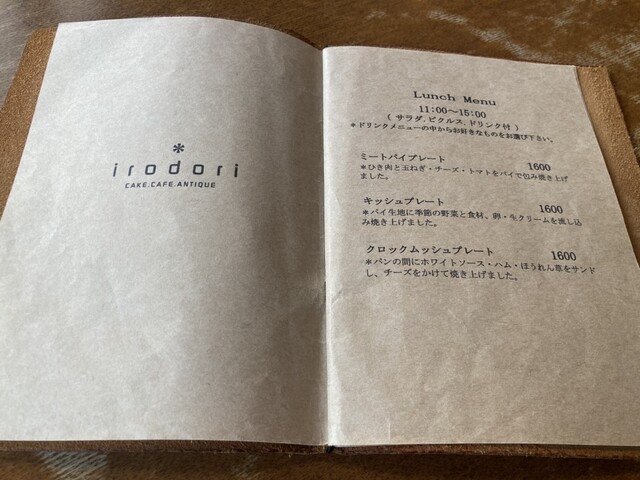 *
irodori
CAKE.CAFE.ANTIQUE
Lunch Menu
11:00～15:00
( サラダ.ピクルス.ドリンク付 )
＊ドリンクメニューの中からお好きなものをお選び下さい。
ミートパイプレート 1600
＊ひき肉と玉ねぎ・チーズ・トマトをパイで包み焼き上げ
ました。
キッシュプレート 1600
＊パイ生地に季節の野菜と食材、卵・生クリームを流し込
み焼き上げました。
クロックムッシュプレート 1600
＊パンの間にホワイトソース・ハム・ほうれん草をサンド
し、チーズをかけて焼き上げました。